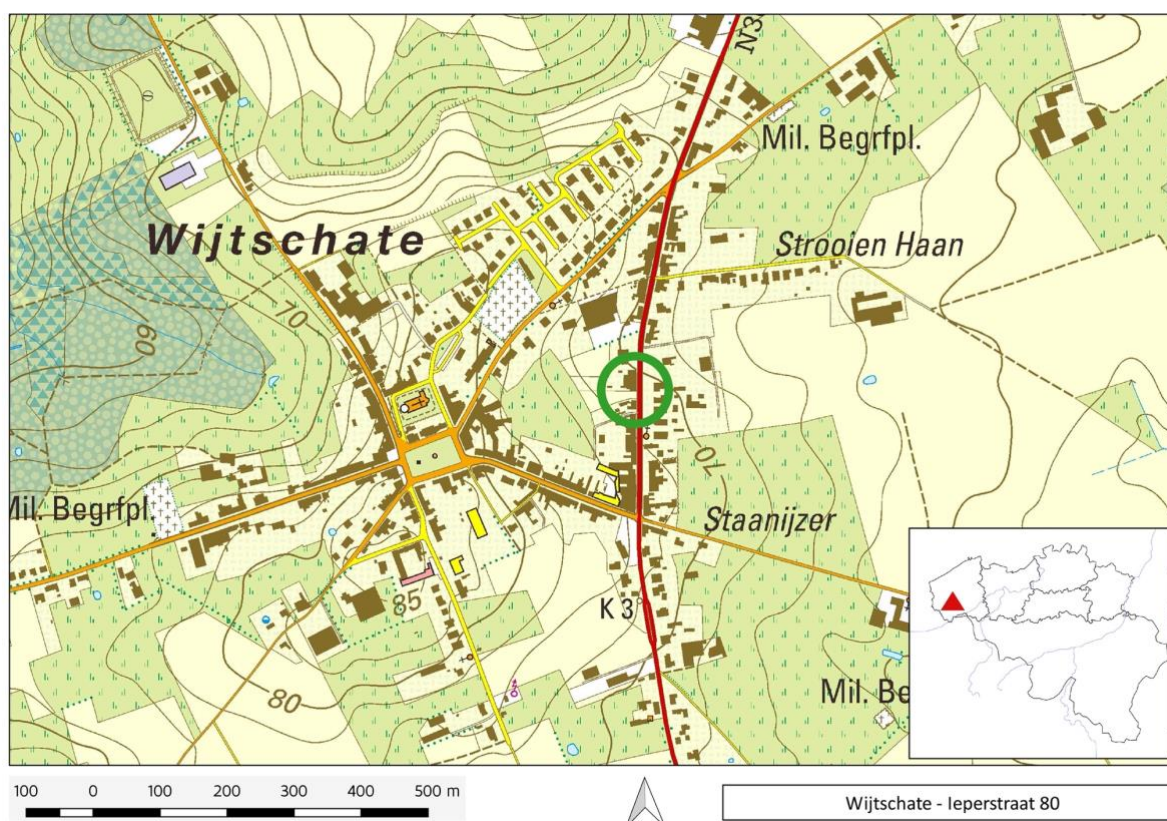 N3
Mil. Begrfpl.
Wijtschate
Strooien Haan
70
60
70
Mil. Begrfpl.
Staanijzer
85
K 3
80
Mil. Be
100 0 100 200 300 400 500 m
Wijtschate - Ieperstraat 80